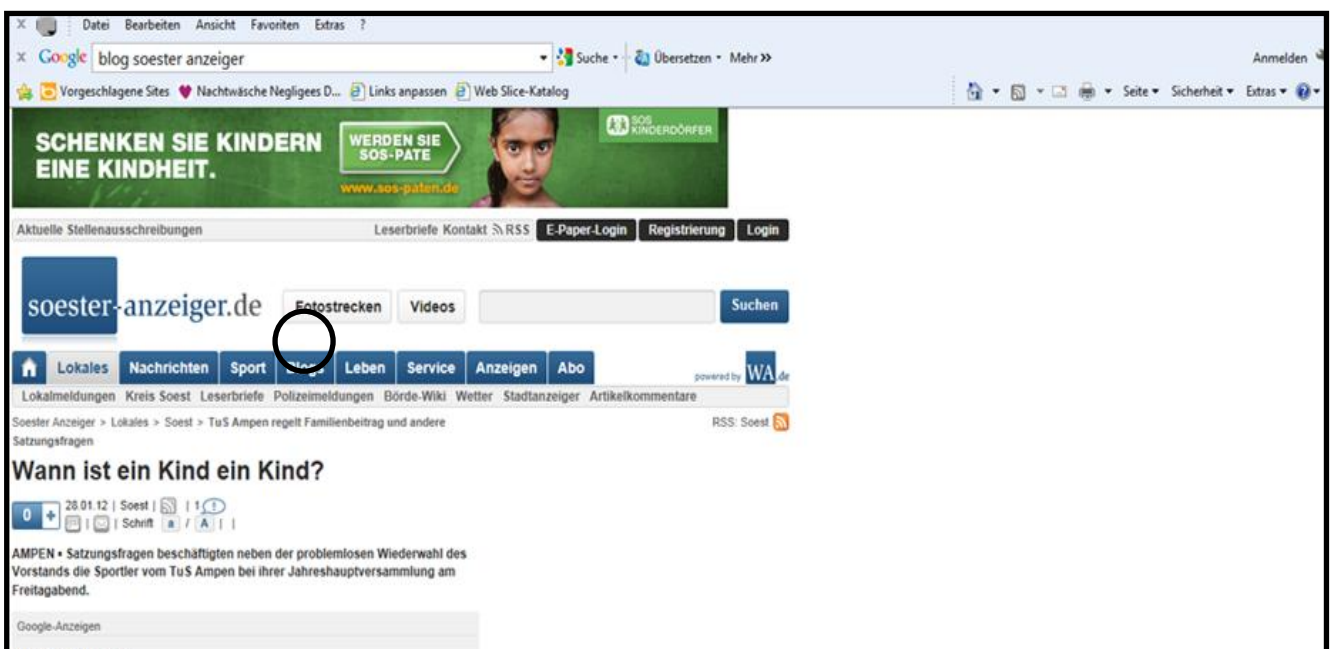 x Datei Bearbeiten Ansicht Favoriten Extras ?
x Google blog soester anzeiger Suche Übersetzen Mehr >> Anmelden
Vorgeschlagene Sites Nachtwäsche Negligees D... Links anpassen Web Slice-Katalog Seite Sicherheit Extras
SCHENKEN SIE KINDERN
EINE KINDHEIT.
WERDEN SIE
SOS-PATE
www.sos-paten.de
SOS
KINDERDÖRFER
Aktuelle Stellenausschreibungen Leserbriefe Kontakt RSS E-Paper-Login Registrierung Login
soester-anzeiger.de Fotostrecken Videos Suchen
Lokales Nachrichten Sport Blogs Leben Service Anzeigen Abo powered by WA.de
Lokalmeldungen Kreis Soest Leserbriefe Polizeimeldungen Börde-Wiki Wetter Stadtanzeiger Artikelkommentare
Soester Anzeiger > Lokales > Soest > TuS Ampen regelt Familienbeitrag und andere RSS: Soest
Satzungsfragen
Wann ist ein Kind ein Kind?
0 + 28.01.12 | Soest | | 1 !
| | Schrift a / A | |
AMPEN ▪ Satzungsfragen beschäftigten neben der problemlosen Wiederwahl des
Vorstands die Sportler vom TuS Ampen bei ihrer Jahreshauptversammlung am
Freitagabend.
Google-Anzeigen